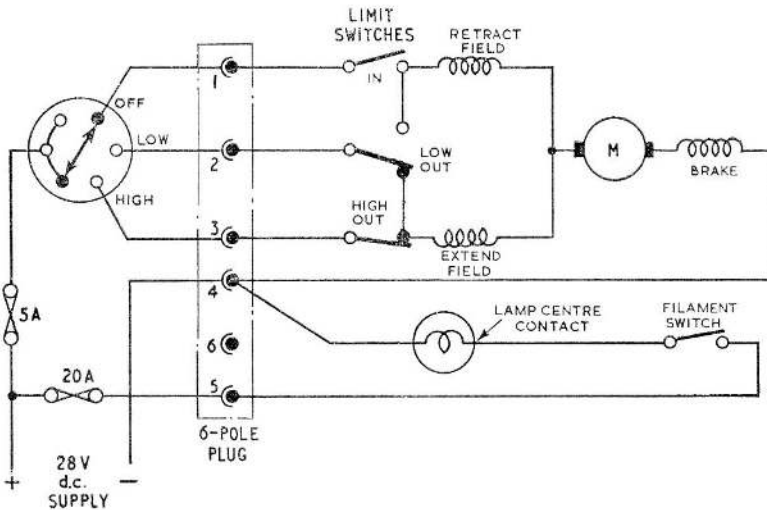 LIMIT
SWITCHES
RETRACT
FIELD
1
IN
OFF
LOW
2
LOW
OUT
M
BRAKE
HIGH
3
HIGH
OUT
EXTEND
FIELD
4
5A
LAMP CENTRE
CONTACT
FILAMENT
SWITCH
6
20A
5
6-POLE
PLUG
28V
d.c.
SUPPLY
+
−